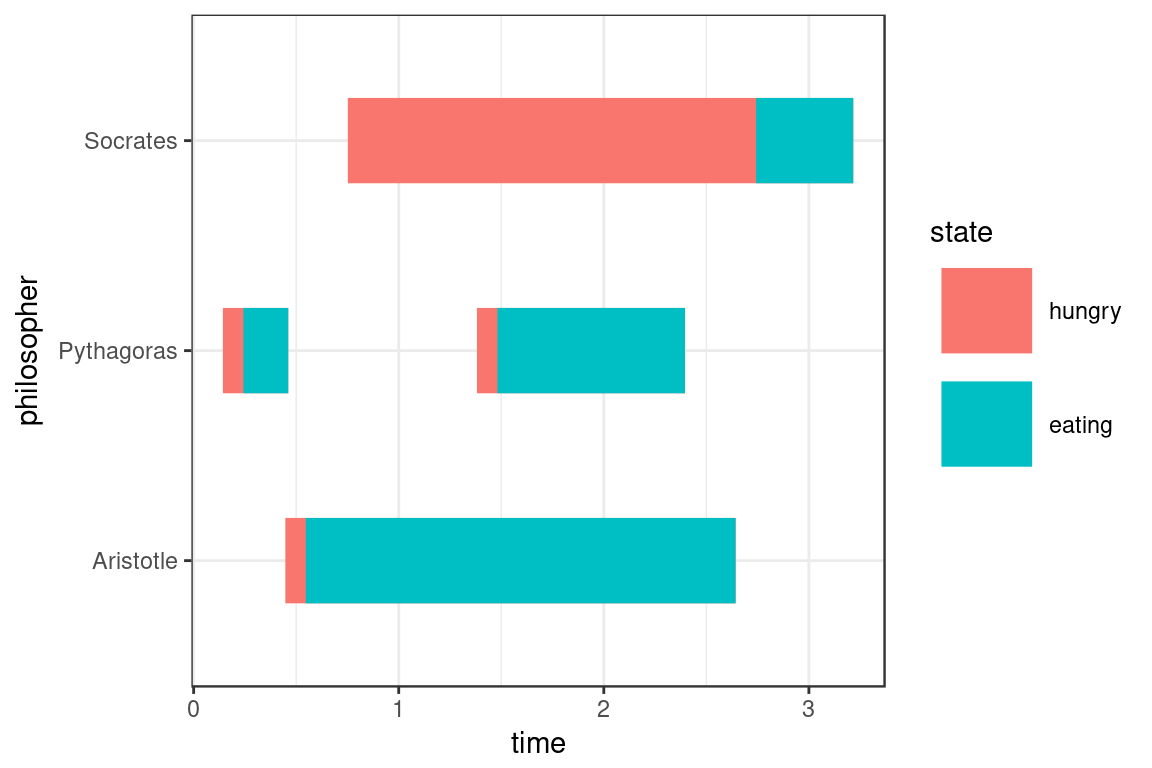 philosopher
Socrates
Pythagoras
Aristotle
0 1 2 3
time
state
hungry
eating